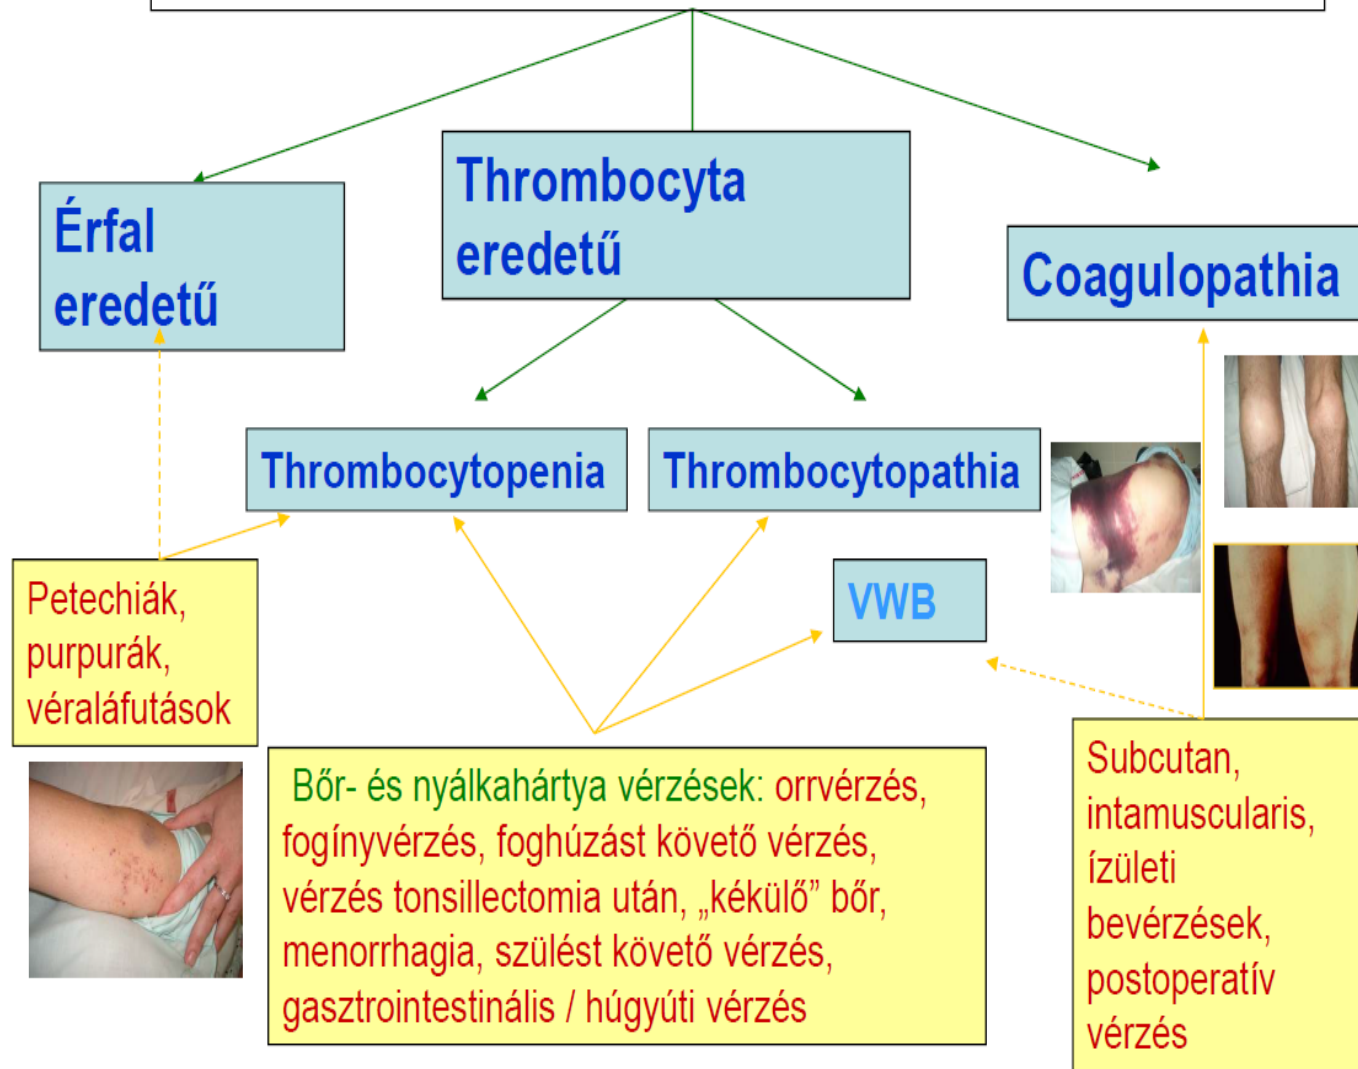 Érfal
eredetű
Thrombocyta
eredetű
Coagulopathia
Thrombocytopenia
Thrombocytopathia
VWB
Petechiák,
purpurák,
véraláfutások
Bőr- és nyálkahártya vérzések: orrvérzés,
fogínyvérzés, foghúzást követő vérzés,
vérzés tonsillectomia után, „kékülő” bőr,
menorrhagia, szülést követő vérzés,
gasztrointestinális / húgyúti vérzés
Subcutan,
intamuscularis,
ízületi
bevérzések,
postoperatív
vérzés